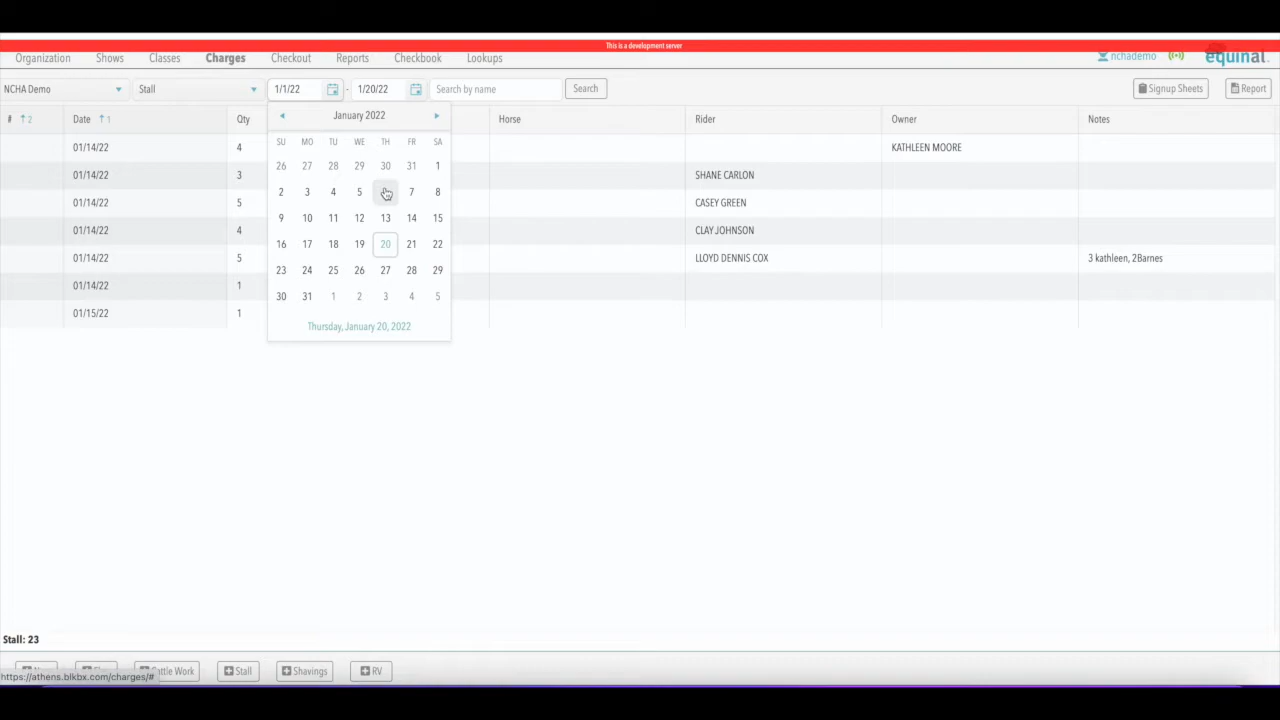 This is a development server
Organization Shows Classes Charges Checkout Reports Checkbook Lookups nchademo equinal
NCHA Demo Stall 1/1/22 - 1/20/22 Search by name Search Signup Sheets Report
# 2 Date 1 Qty Horse Rider Owner Notes
January 2022
SU MO TU WE TH FR SA
26 27 28 29 30 31 1
2 3 4 5 7 8
9 10 11 12 13 14 15
16 17 18 19 20 21 22
23 24 25 26 27 28 29
30 31 1 2 3 4 5
Thursday, January 20, 2022
01/14/22 4 KATHLEEN MOORE
01/14/22 3 SHANE CARLON
01/14/22 5 CASEY GREEN
01/14/22 4 CLAY JOHNSON
01/14/22 5 LLOYD DENNIS COX 3 kathleen, 2Barnes
01/14/22 1
01/15/22 1
Stall: 23
Cattle Work Stall Shavings RV
https://athens.blkbx.com/charges/#